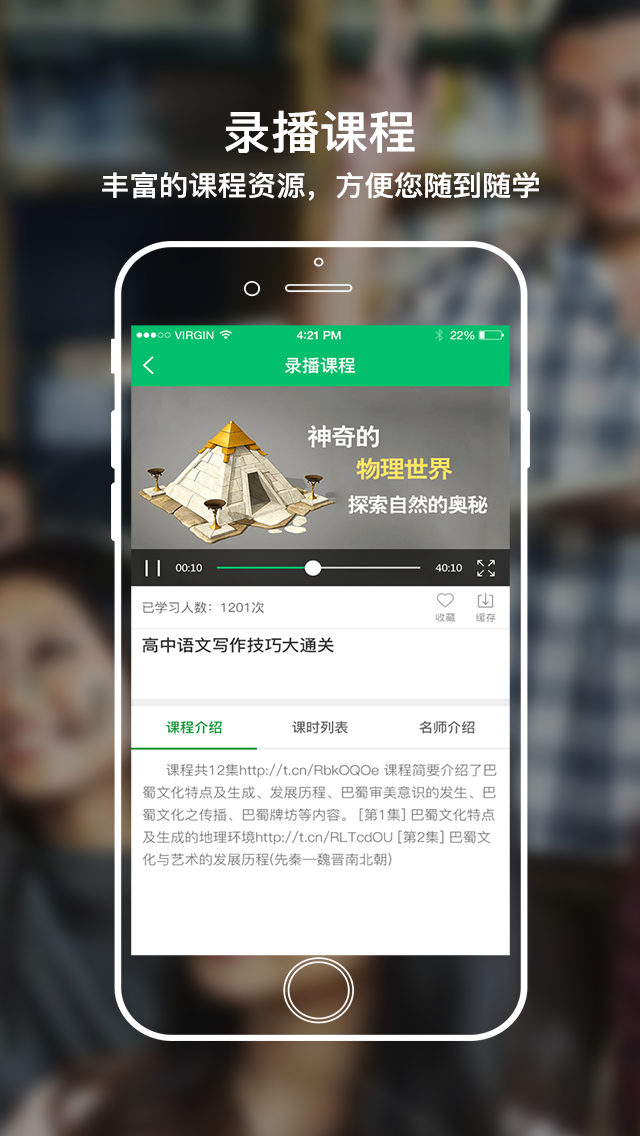 录播课程
丰富的课程资源，方便您随到随学
VIRGIN 4:21 PM 22%
录播课程
神奇的
物理世界
探索自然的奥秘
00:10 40:10
已学习人数：1201次
收藏 缓存
高中语文写作技巧大通关
课程介绍 课时列表 名师介绍
课程共12集http://t.cn/RbkOQOe 课程简要介绍了巴
蜀文化特点及生成、发展历程、巴蜀审美意识的发生、巴
蜀文化之传播、巴蜀牌坊等内容。[第1集] 巴蜀文化特点
及生成的地理环境http://t.cn/RLTcdOU [第2集] 巴蜀文
化与艺术的发展历程(先秦—魏晋南北朝)